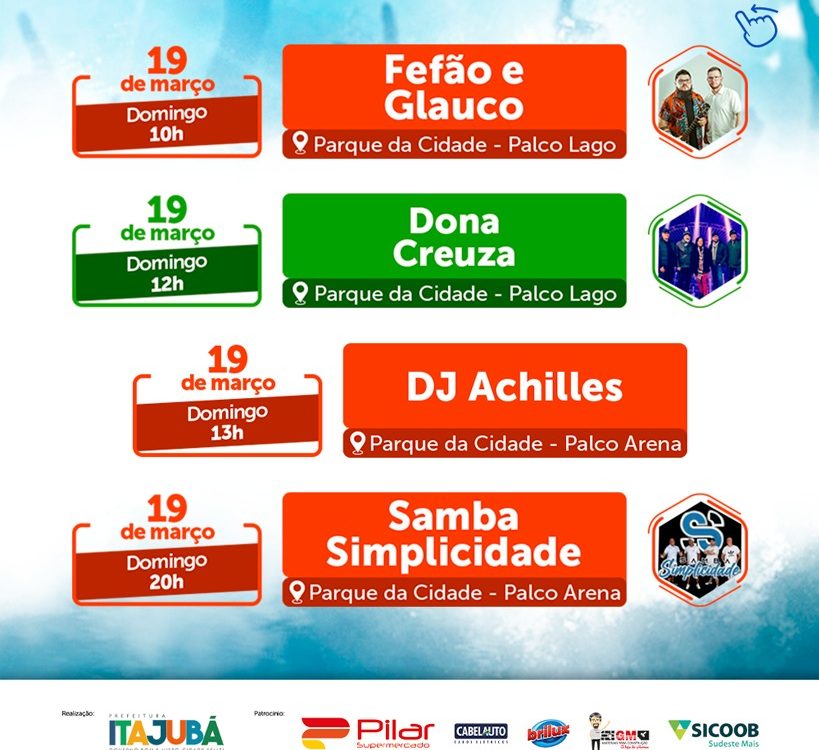 19
de março
Domingo
10h
Fefão e
Glauco
Parque da Cidade - Palco Lago
19
de março
Domingo
12h
Dona
Creuza
Parque da Cidade - Palco Lago
19
de março
Domingo
13h
DJ Achilles
Parque da Cidade - Palco Arena
19
de março
Domingo
20h
Samba
Simplicidade
Parque da Cidade - Palco Arena
S
Simplicidade
Realização:
PREFEITURA
ITAJUBÁ
Patrocínio:
Pilar
Supermercado
CABELAUTO
CABOS ELÉTRICOS
brilux
GM
SICOOB
Sudeste Mais